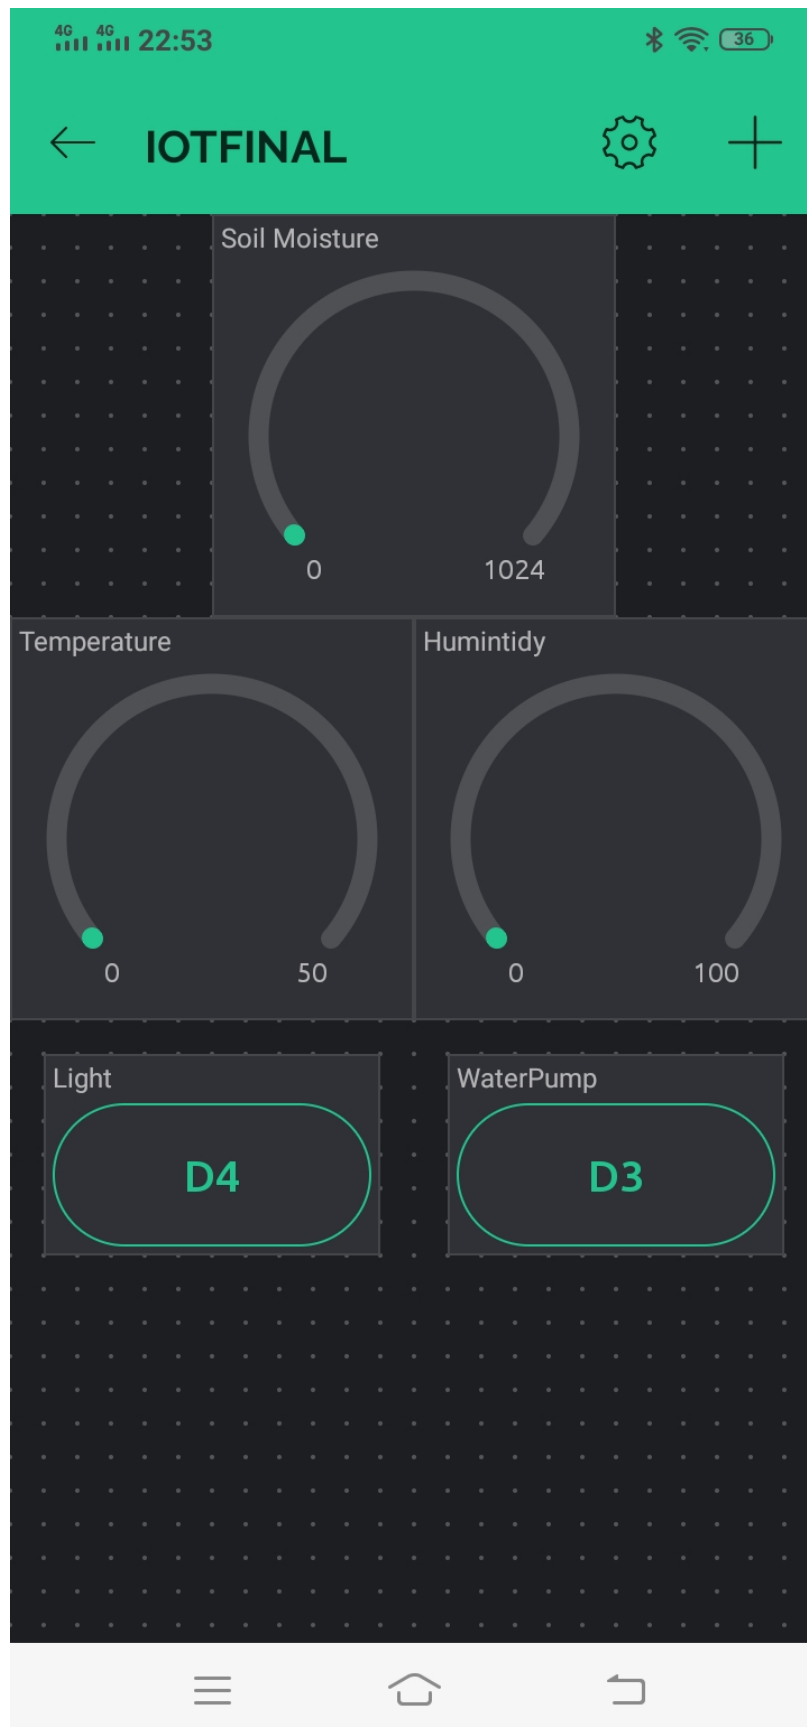 4G 4G 22:53 36
IOTFINAL
Soil Moisture
0 1024
Temperature Humintidy
0 50 0 100
Light WaterPump
D4 D3